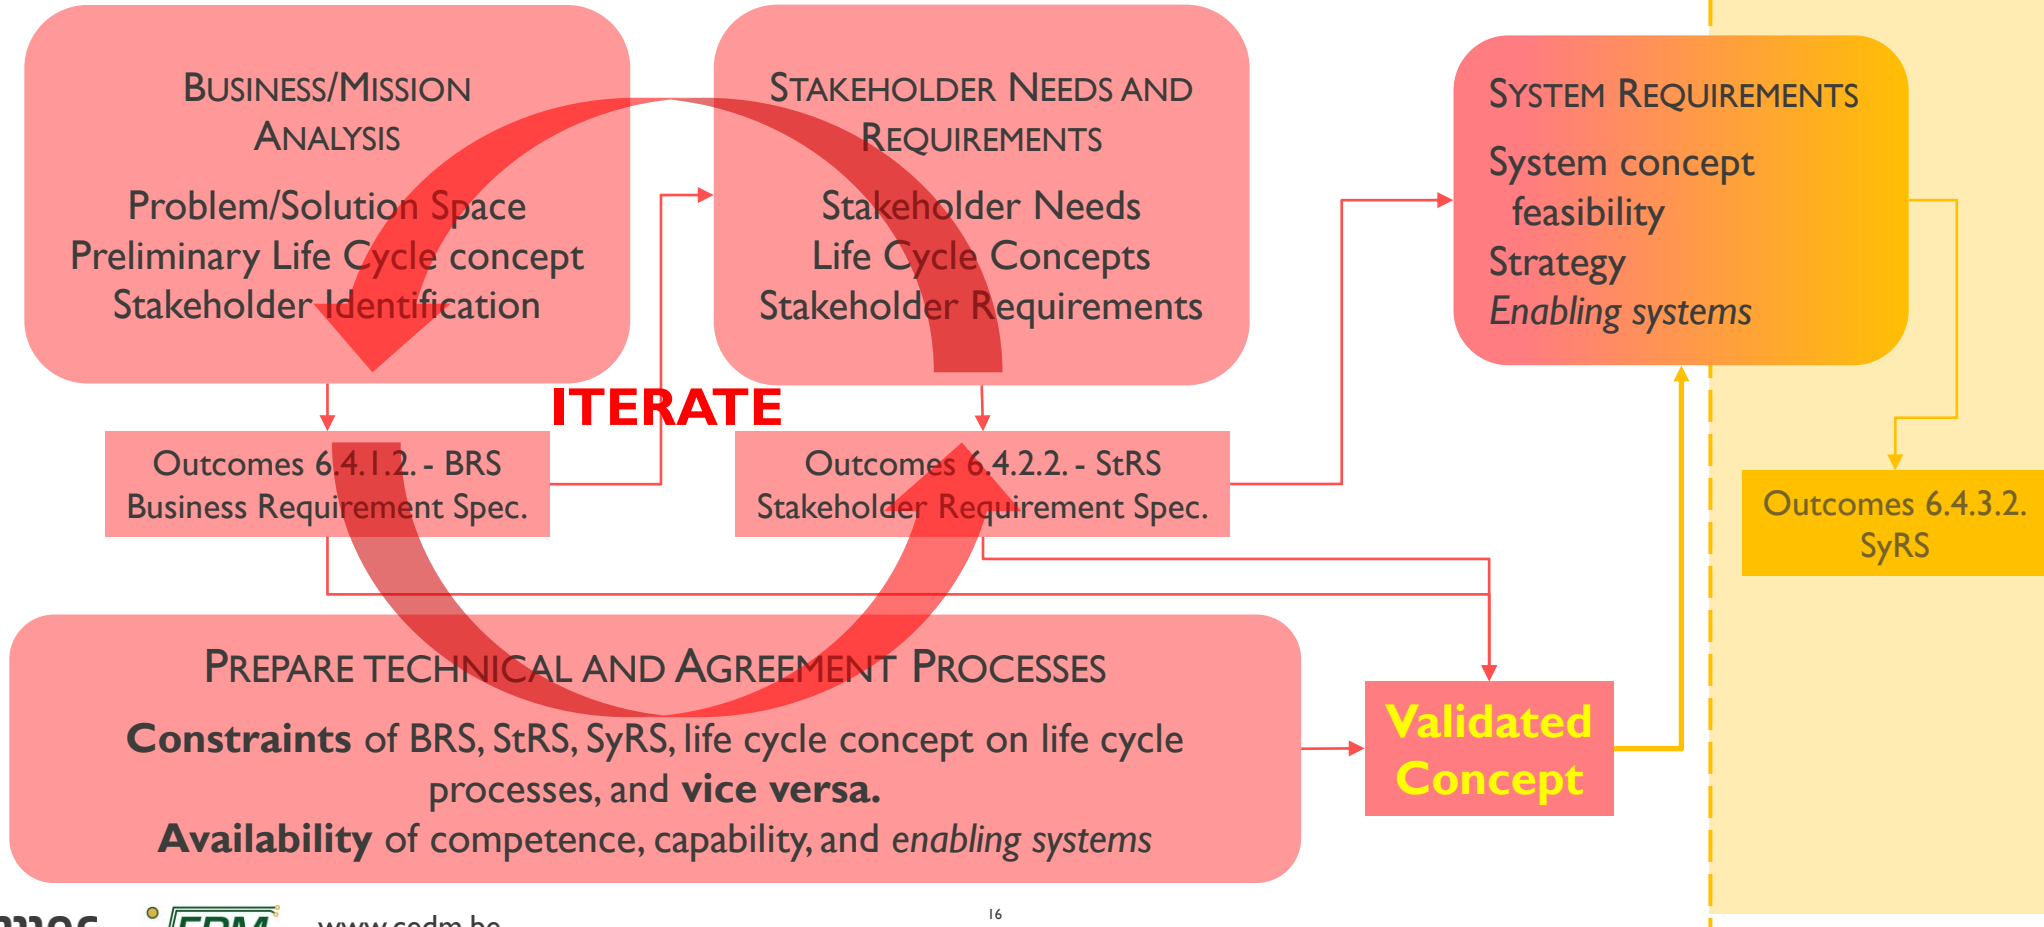 BUSINESS/MISSION
ANALYSIS
Problem/Solution Space
Preliminary Life Cycle concept
Stakeholder Identification
STAKEHOLDER NEEDS AND
REQUIREMENTS
Stakeholder Needs
Life Cycle Concepts
Stakeholder Requirements
SYSTEM REQUIREMENTS
System concept
feasibility
Strategy
Enabling systems
ITERATE
Outcomes 6.4.1.2. - BRS
Business Requirement Spec.
Outcomes 6.4.2.2. - StRS
Stakeholder Requirement Spec.
Outcomes 6.4.3.2.
SyRS
PREPARE TECHNICAL AND AGREEMENT PROCESSES
Constraints of BRS, StRS, SyRS, life cycle concept on life cycle
processes, and vice versa.
Availability of competence, capability, and enabling systems
Validated
Concept
www.cedm.be
16